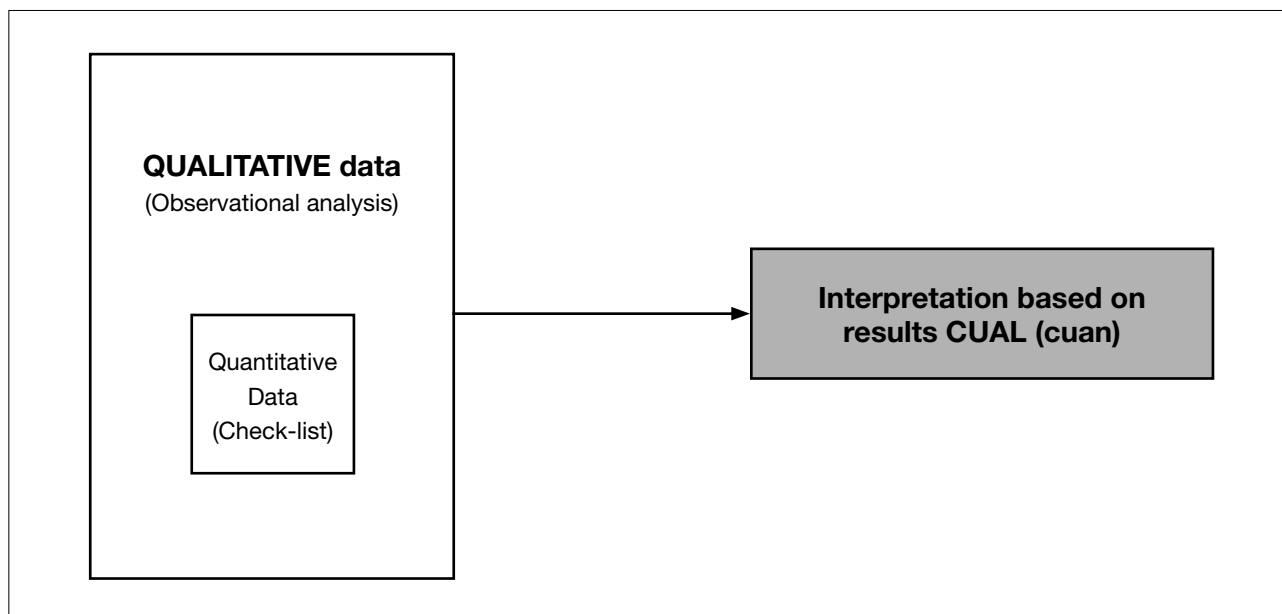 QUALITATIVE data
(Observational analysis)
Quantitative
Data
(Check-list)
Interpretation based on
results CUAL (cuan)